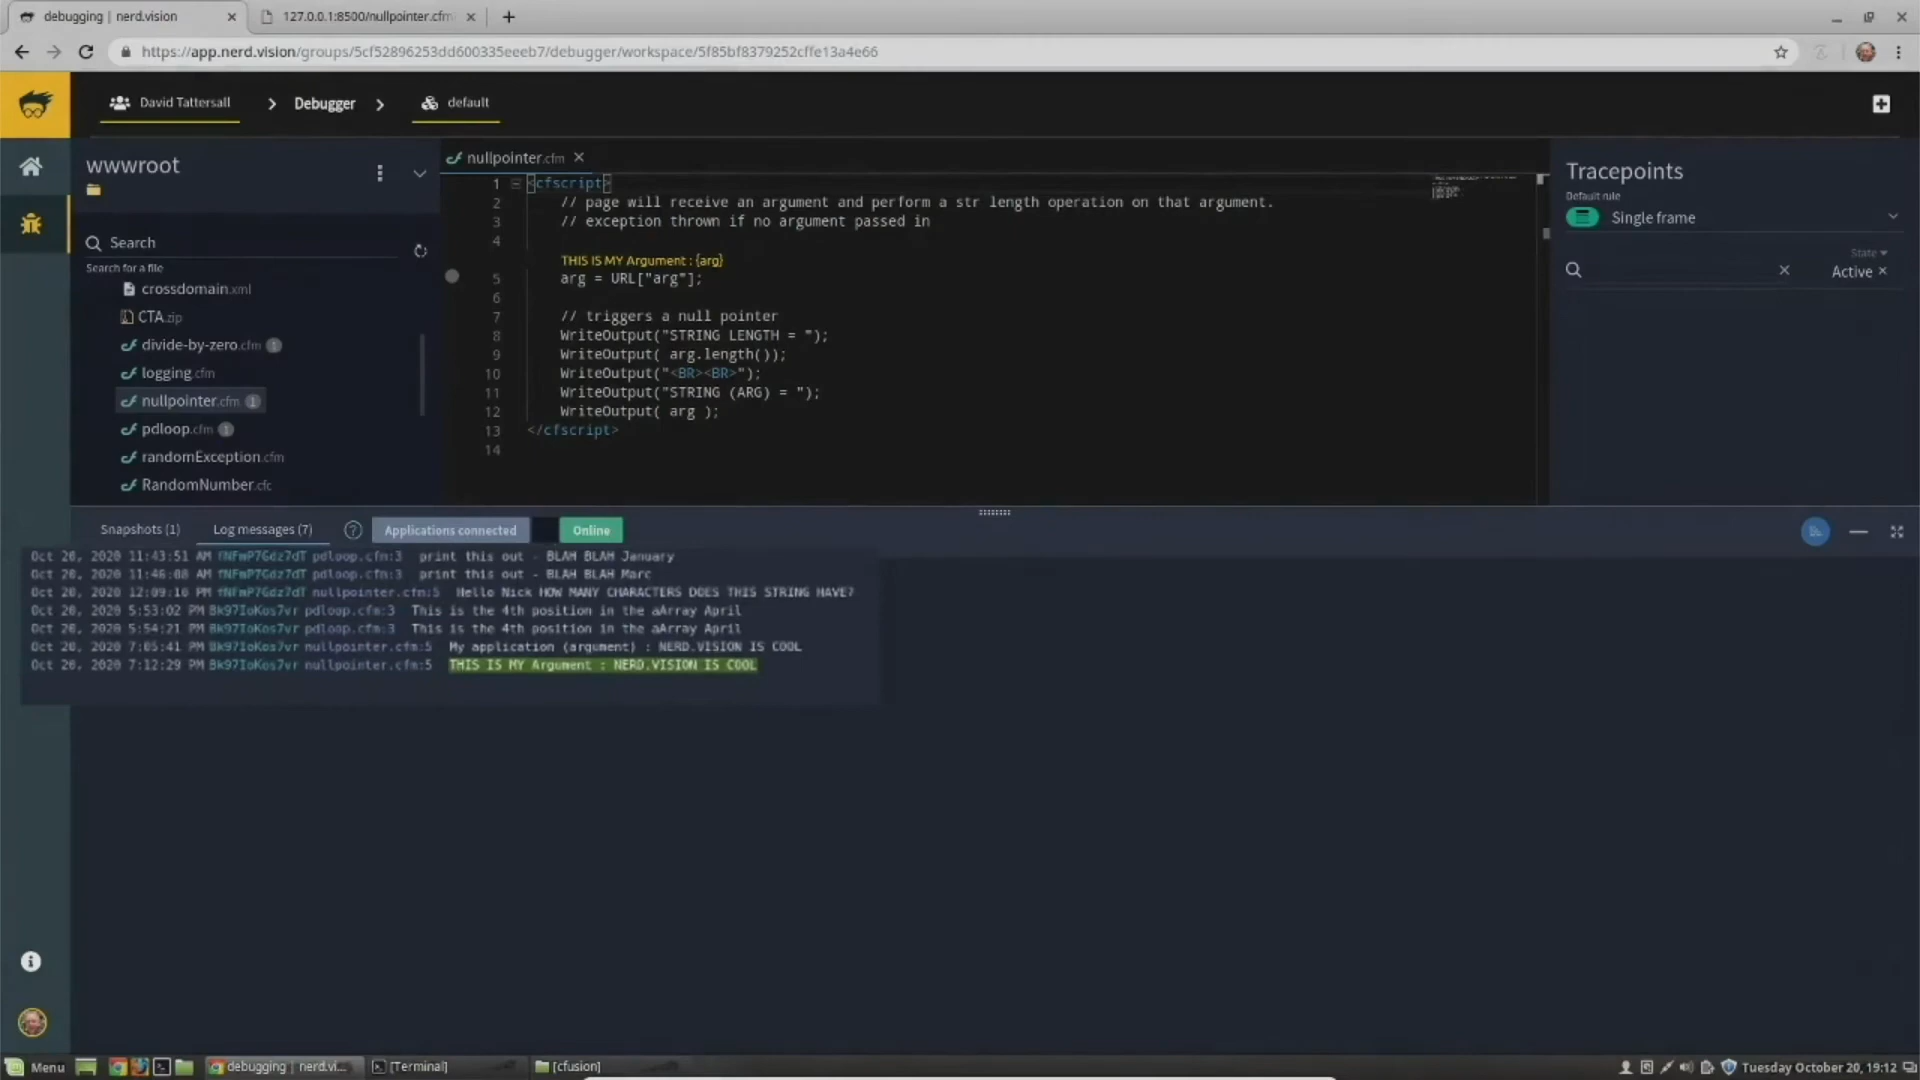 debugging | nerd.vision
127.0.0.1:8500/nullpointer.cfm
https://app.nerd.vision/groups/5cf52896253dd600335eeeb7/debugger/workspace/5f85bf8379252cffe13a4e66
David Tattersall
Debugger
default
wwwroot
Search
Search for a file
crossdomain.xml
CTA.zip
divide-by-zero.cfm 1
logging.cfm
nullpointer.cfm 1
pdloop.cfm 1
randomException.cfm
RandomNumber.cfc
nullpointer.cfm
1 <cfscript>
2 // page will receive an argument and perform a str length operation on that argument.
3 // exception thrown if no argument passed in
4
THIS IS MY Argument : {arg}
5 arg = URL["arg"];
6
7 // triggers a null pointer
8 WriteOutput("STRING LENGTH = ");
9 WriteOutput( arg.length());
10 WriteOutput("<BR><BR>");
11 WriteOutput("STRING (ARG) = ");
12 WriteOutput( arg );
13 </cfscript>
14
Tracepoints
Default rule
Single frame
State
Active
Snapshots (1)
Log messages (7)
Applications connected
Online
Oct 20, 2020 11:43:51 AM fNFmP7Gdz7dT pdloop.cfm:3 print this out - BLAH BLAH January
Oct 20, 2020 11:46:08 AM fNFmP7Gdz7dT pdloop.cfm:3 print this out - BLAH BLAH Marc
Oct 20, 2020 12:09:16 PM fNFmP7Gdz7dT nullpointer.cfm:5 Hello Nick HOW MANY CHARACTERS DOES THIS STRING HAVE?
Oct 20, 2020 5:53:02 PM Bk97IoKos7vr pdloop.cfm:3 This is the 4th position in the aArray April
Oct 20, 2020 5:54:21 PM Bk97IoKos7vr pdloop.cfm:3 This is the 4th position in the aArray April
Oct 20, 2020 7:05:41 PM Bk97IoKos7vr nullpointer.cfm:5 My application (argument) : NERD.VISION IS COOL
Oct 20, 2020 7:12:29 PM Bk97IoKos7vr nullpointer.cfm:5 THIS IS MY Argument : NERD.VISION IS COOL
Menu
debugging | nerd.vi...
[Terminal]
[cfusion]
Tuesday October 20, 19:12